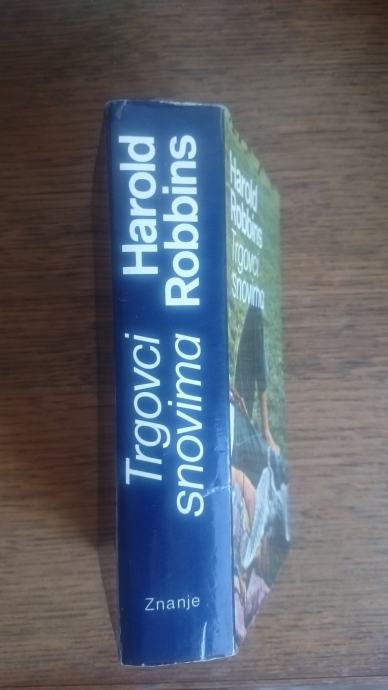 Harold
Robbins
Trgovci
snovima
Znanje
Harold
Robbins
Trgovci
snovima